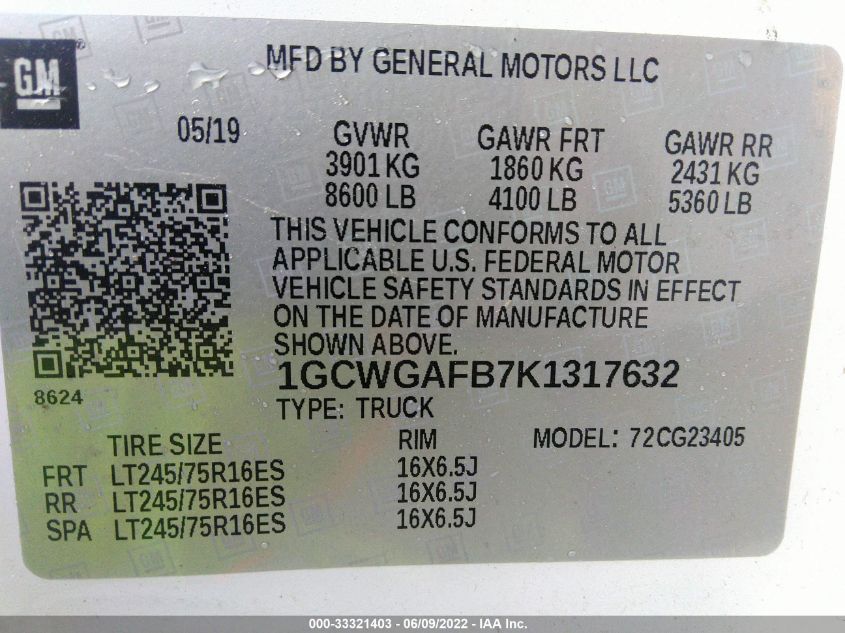 GM
®
MFD BY GENERAL MOTORS LLC
05/19 GVWR GAWR FRT GAWR RR
3901 KG 1860 KG 2431 KG
8600 LB 4100 LB 5360 LB
THIS VEHICLE CONFORMS TO ALL
APPLICABLE U.S. FEDERAL MOTOR
VEHICLE SAFETY STANDARDS IN EFFECT
ON THE DATE OF MANUFACTURE
SHOWN ABOVE.
1GCWGAFB7K1317632
8624
TYPE: TRUCK
TIRE SIZE RIM MODEL: 72CG23405
FRT LT245/75R16ES 16X6.5J
RR LT245/75R16ES 16X6.5J
SPA LT245/75R16ES 16X6.5J
000-33321403 - 06/09/2022 - IAA Inc.